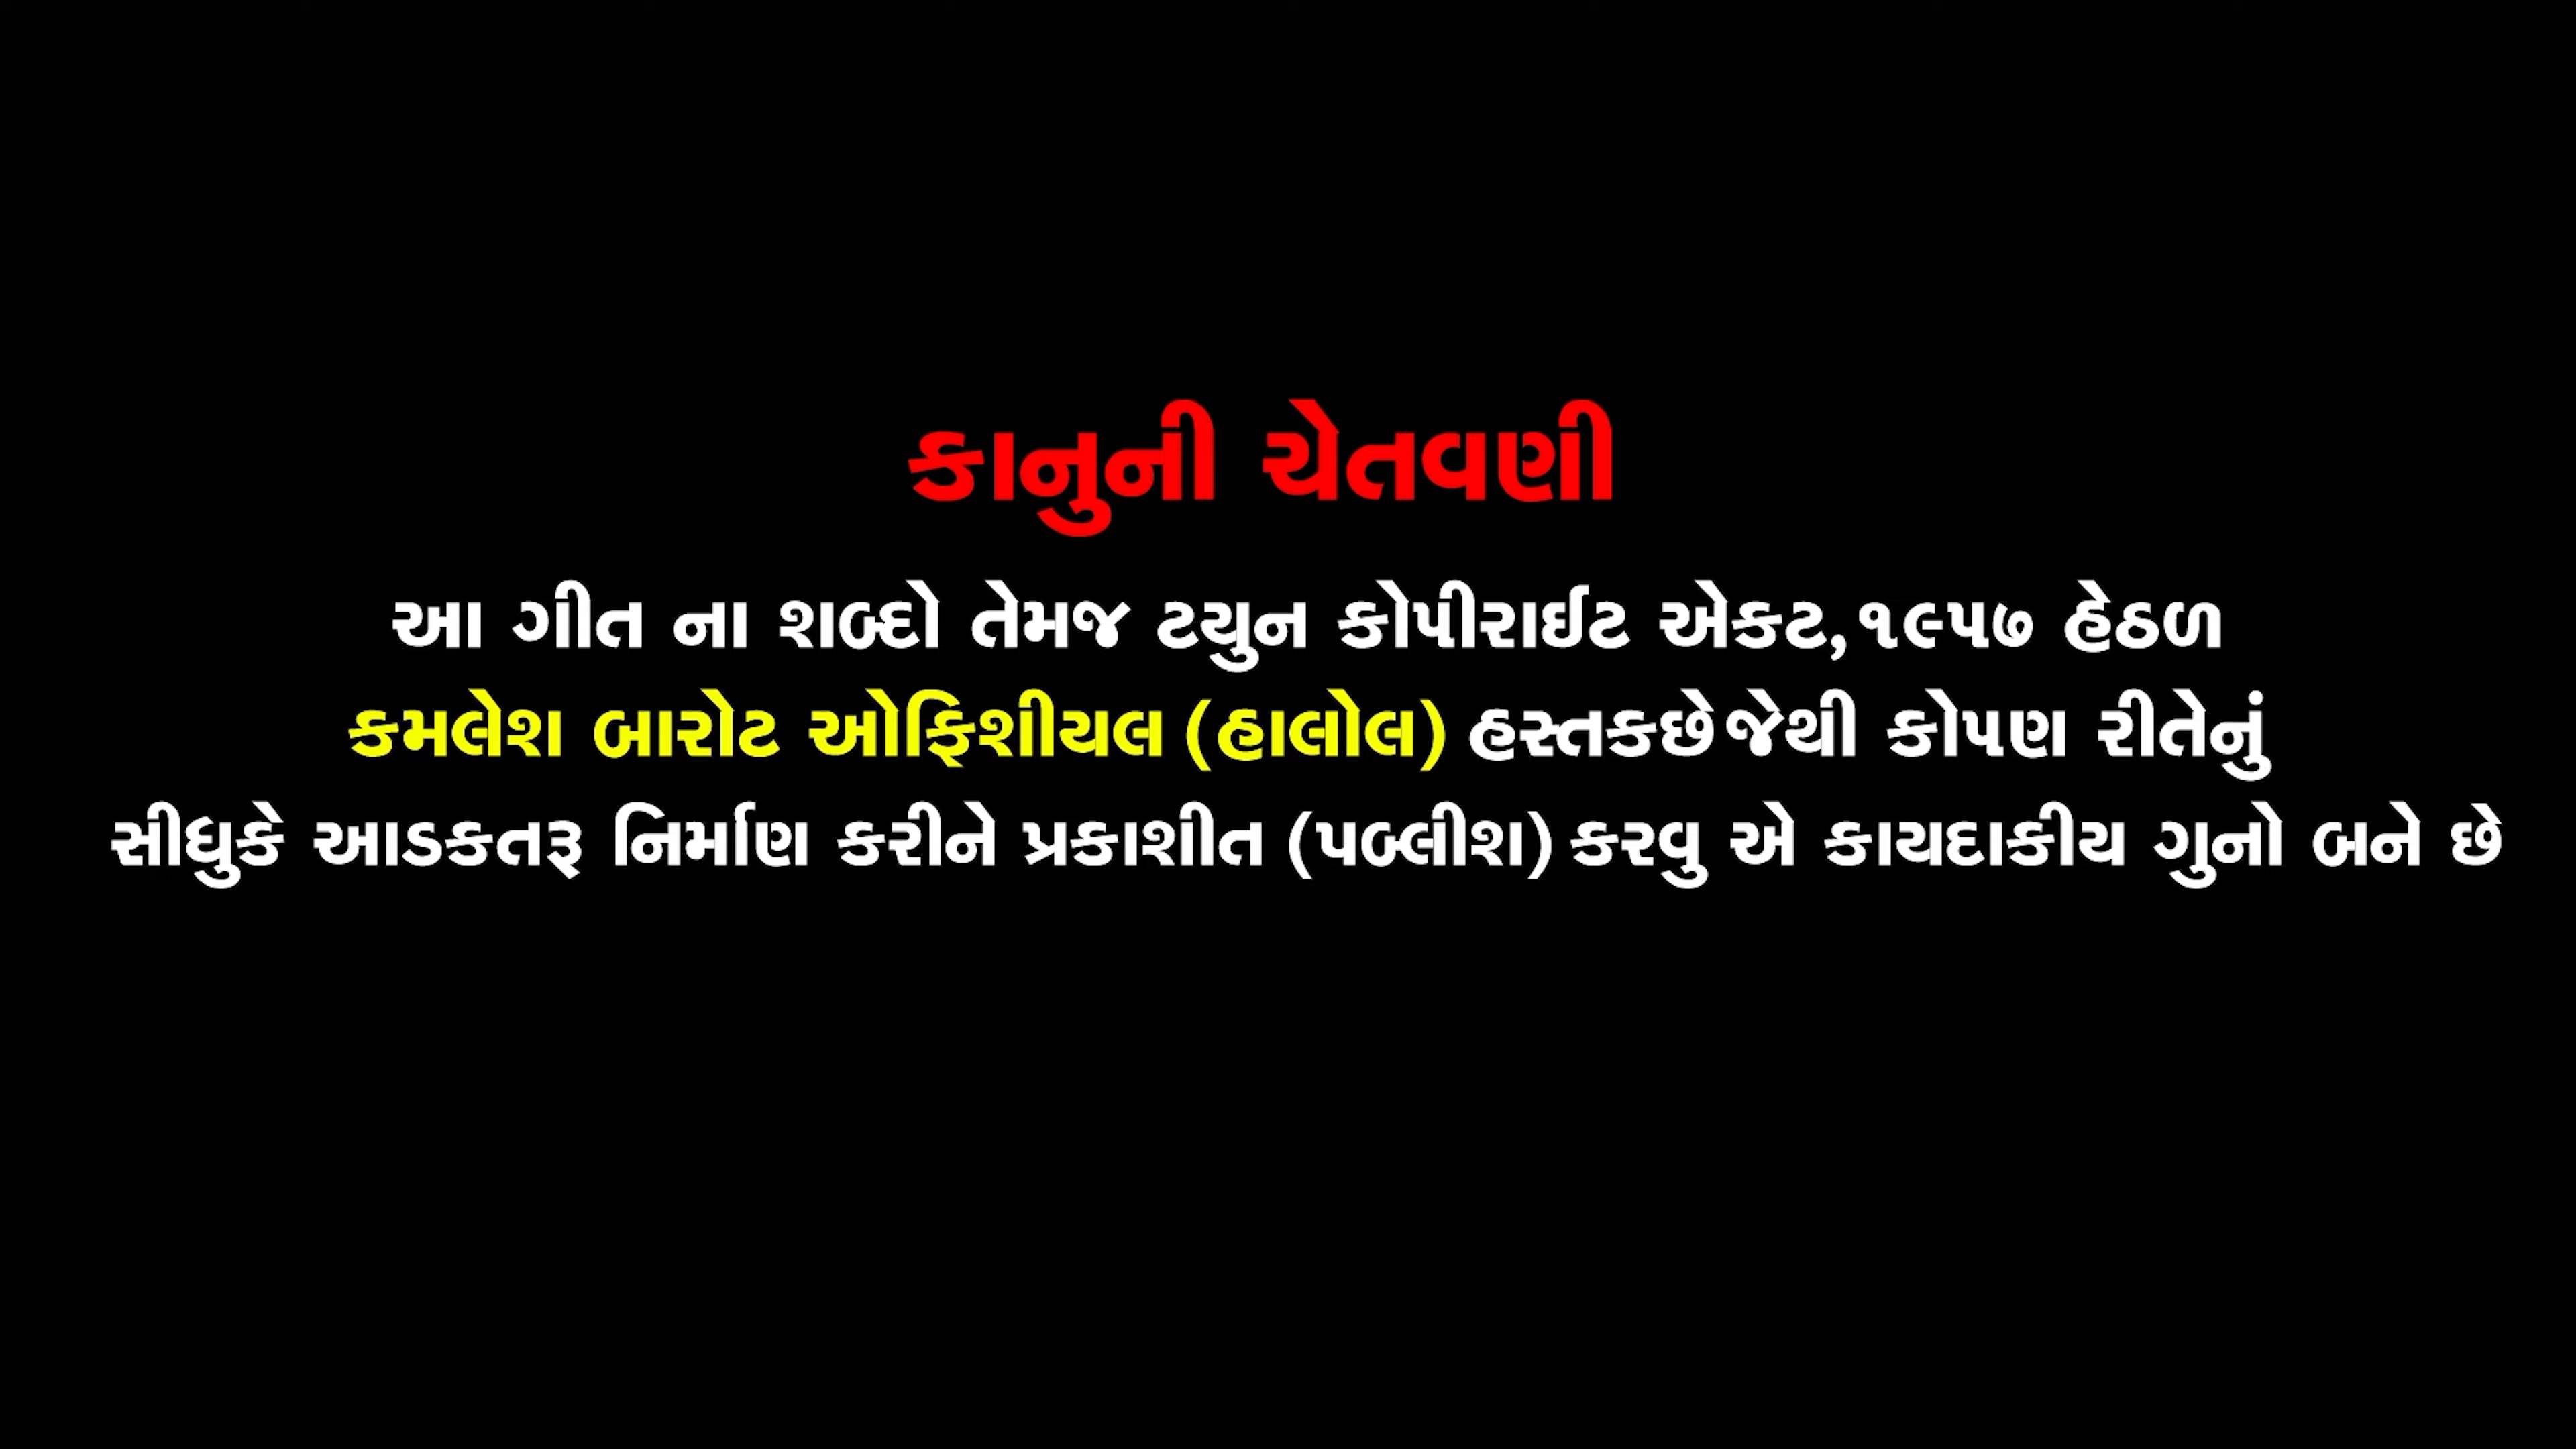 કાનુની ચેતવણી
આ ગીત ના શબ્દો તેમજ ટયુન કોપીરાઈટ એકટ,૧૯૫૭ હેઠળ
કમલેશ બારોટ ઓફિશીયલ (હાલોલ) હસ્તકછે જેથી કોપણ રીતેનું
સીધુકે આડકતરૂ નિર્માણ કરીને પ્રકાશીત (પબ્લીશ) કરવુ એ કાયદાકીય ગુનો બને છે